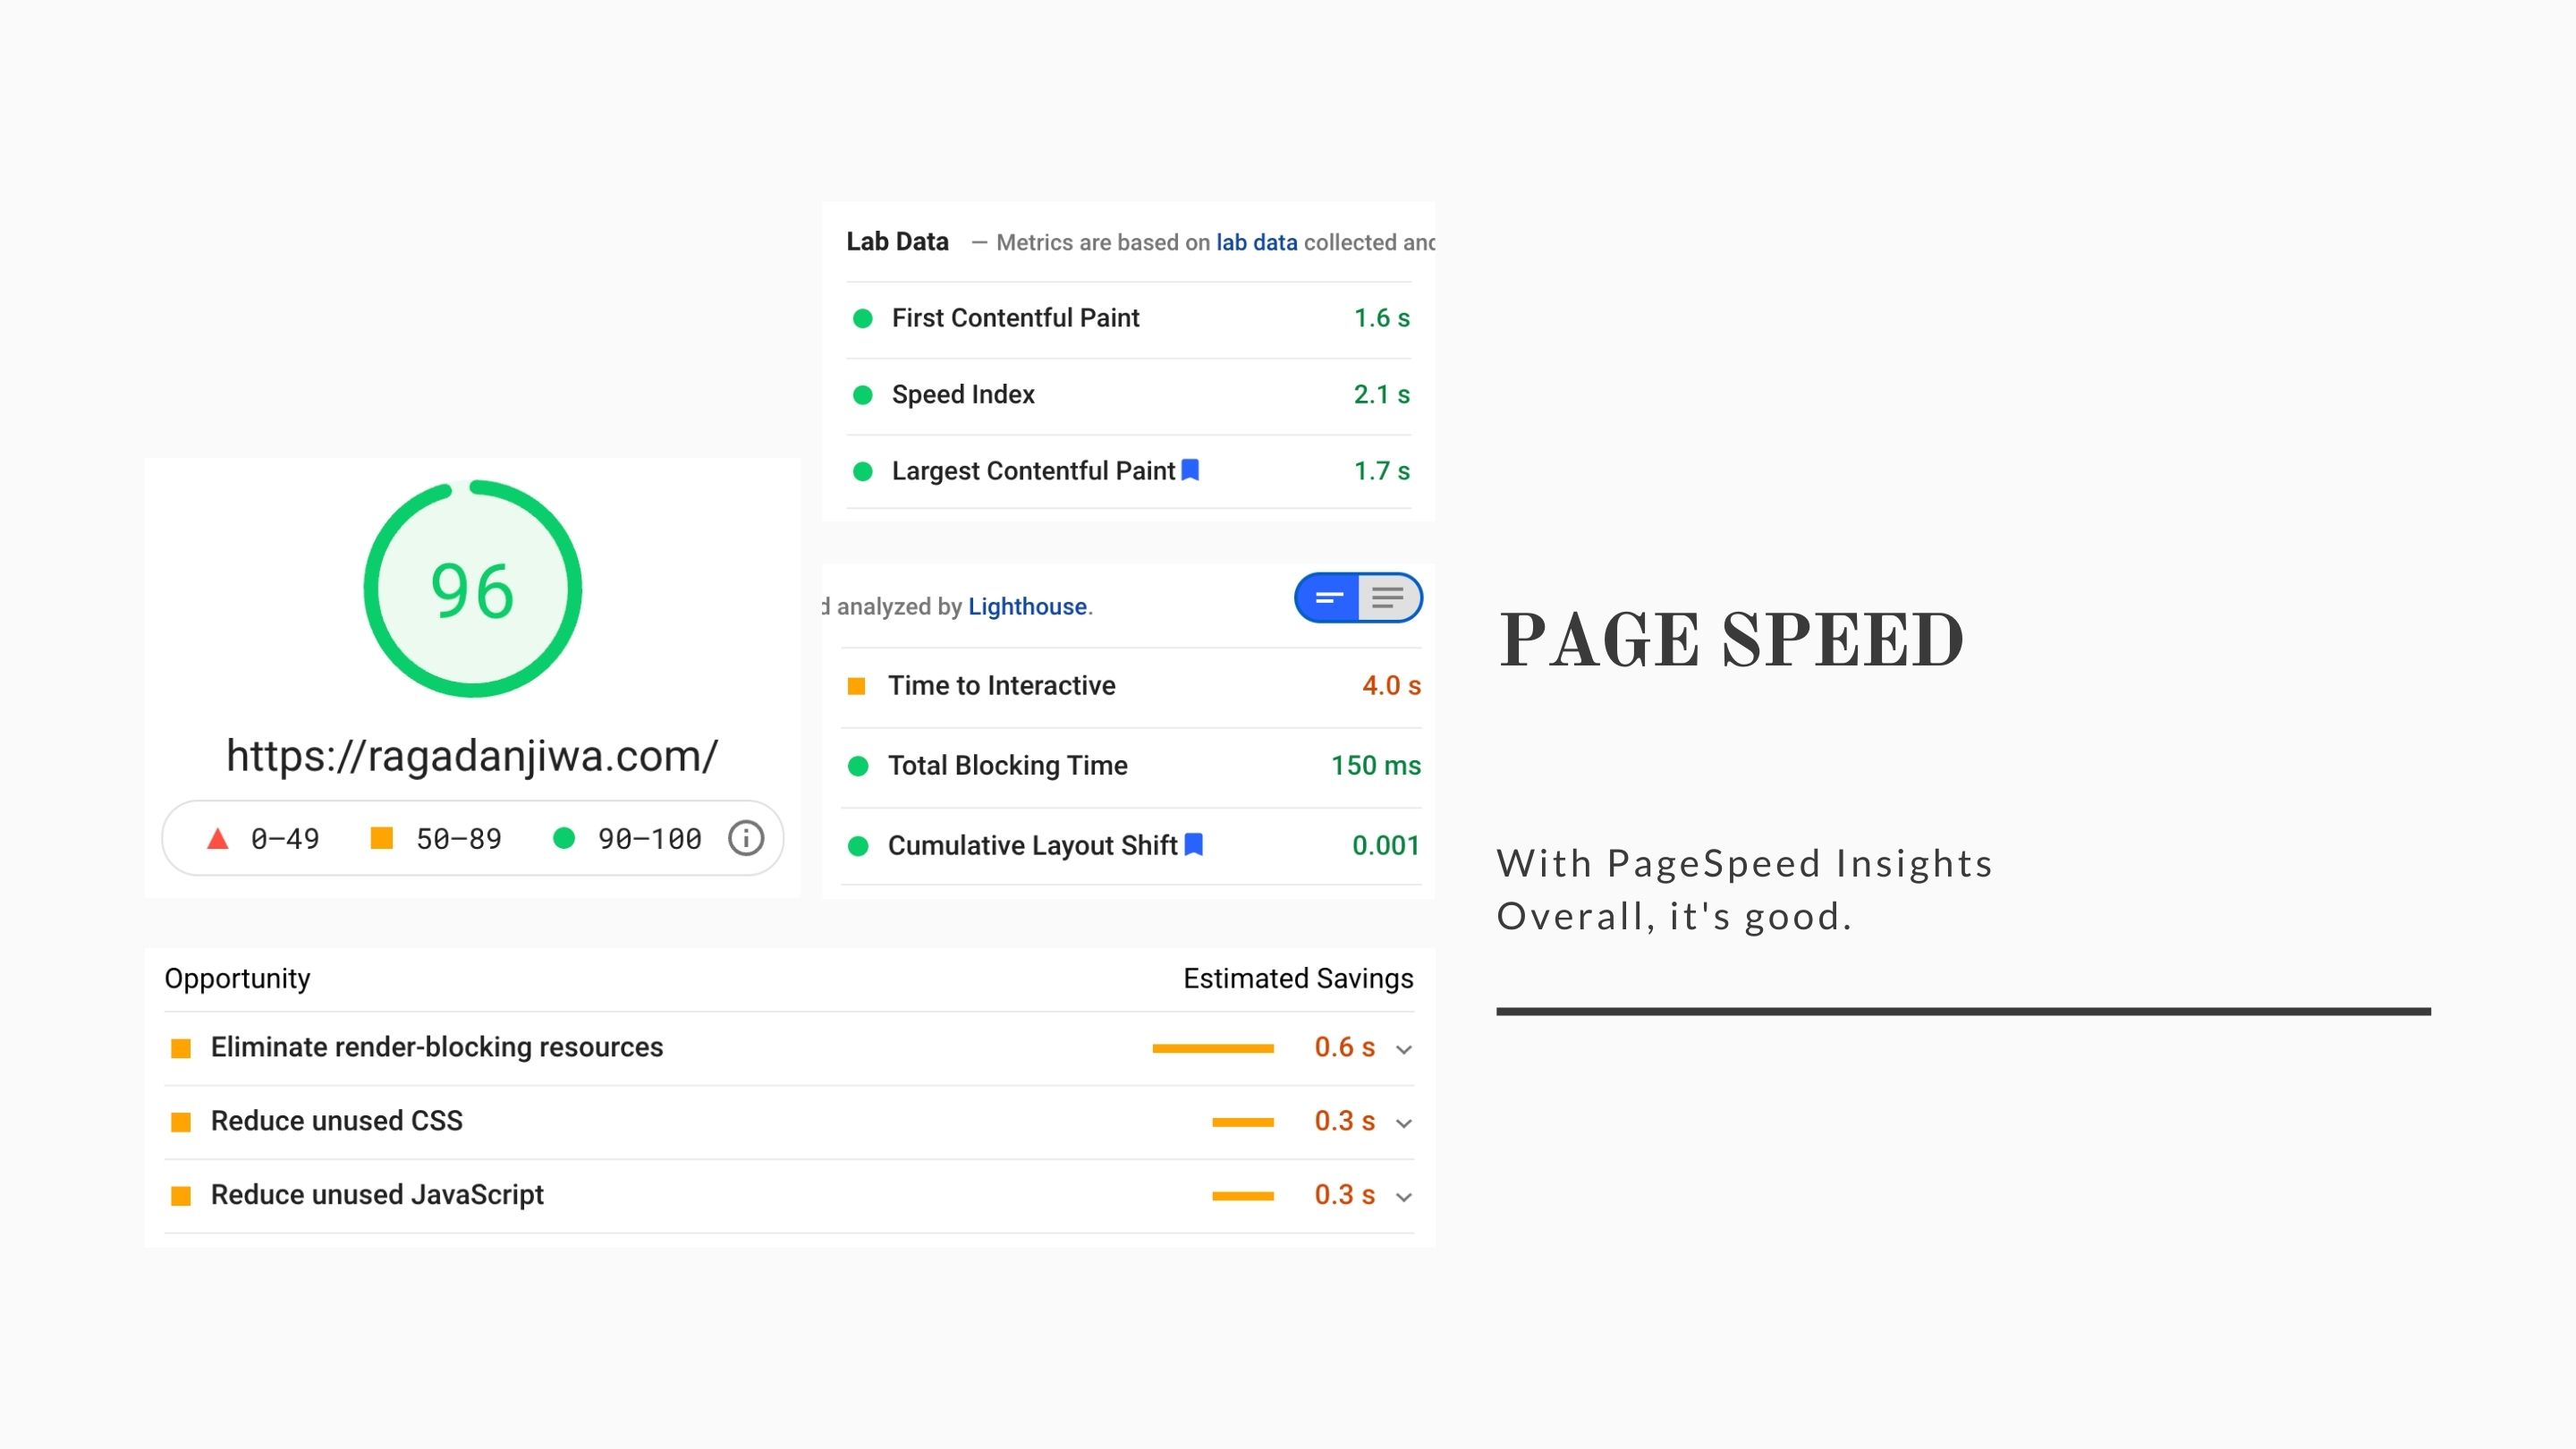 96
https://ragadanjiwa.com/
0–49 50–89 90–100
Lab Data — Metrics are based on lab data collected and
First Contentful Paint 1.6 s
Speed Index 2.1 s
Largest Contentful Paint 1.7 s
d analyzed by Lighthouse.
Time to Interactive 4.0 s
Total Blocking Time 150 ms
Cumulative Layout Shift 0.001
Opportunity Estimated Savings
Eliminate render-blocking resources 0.6 s
Reduce unused CSS 0.3 s
Reduce unused JavaScript 0.3 s
PAGE SPEED
With PageSpeed Insights
Overall, it's good.